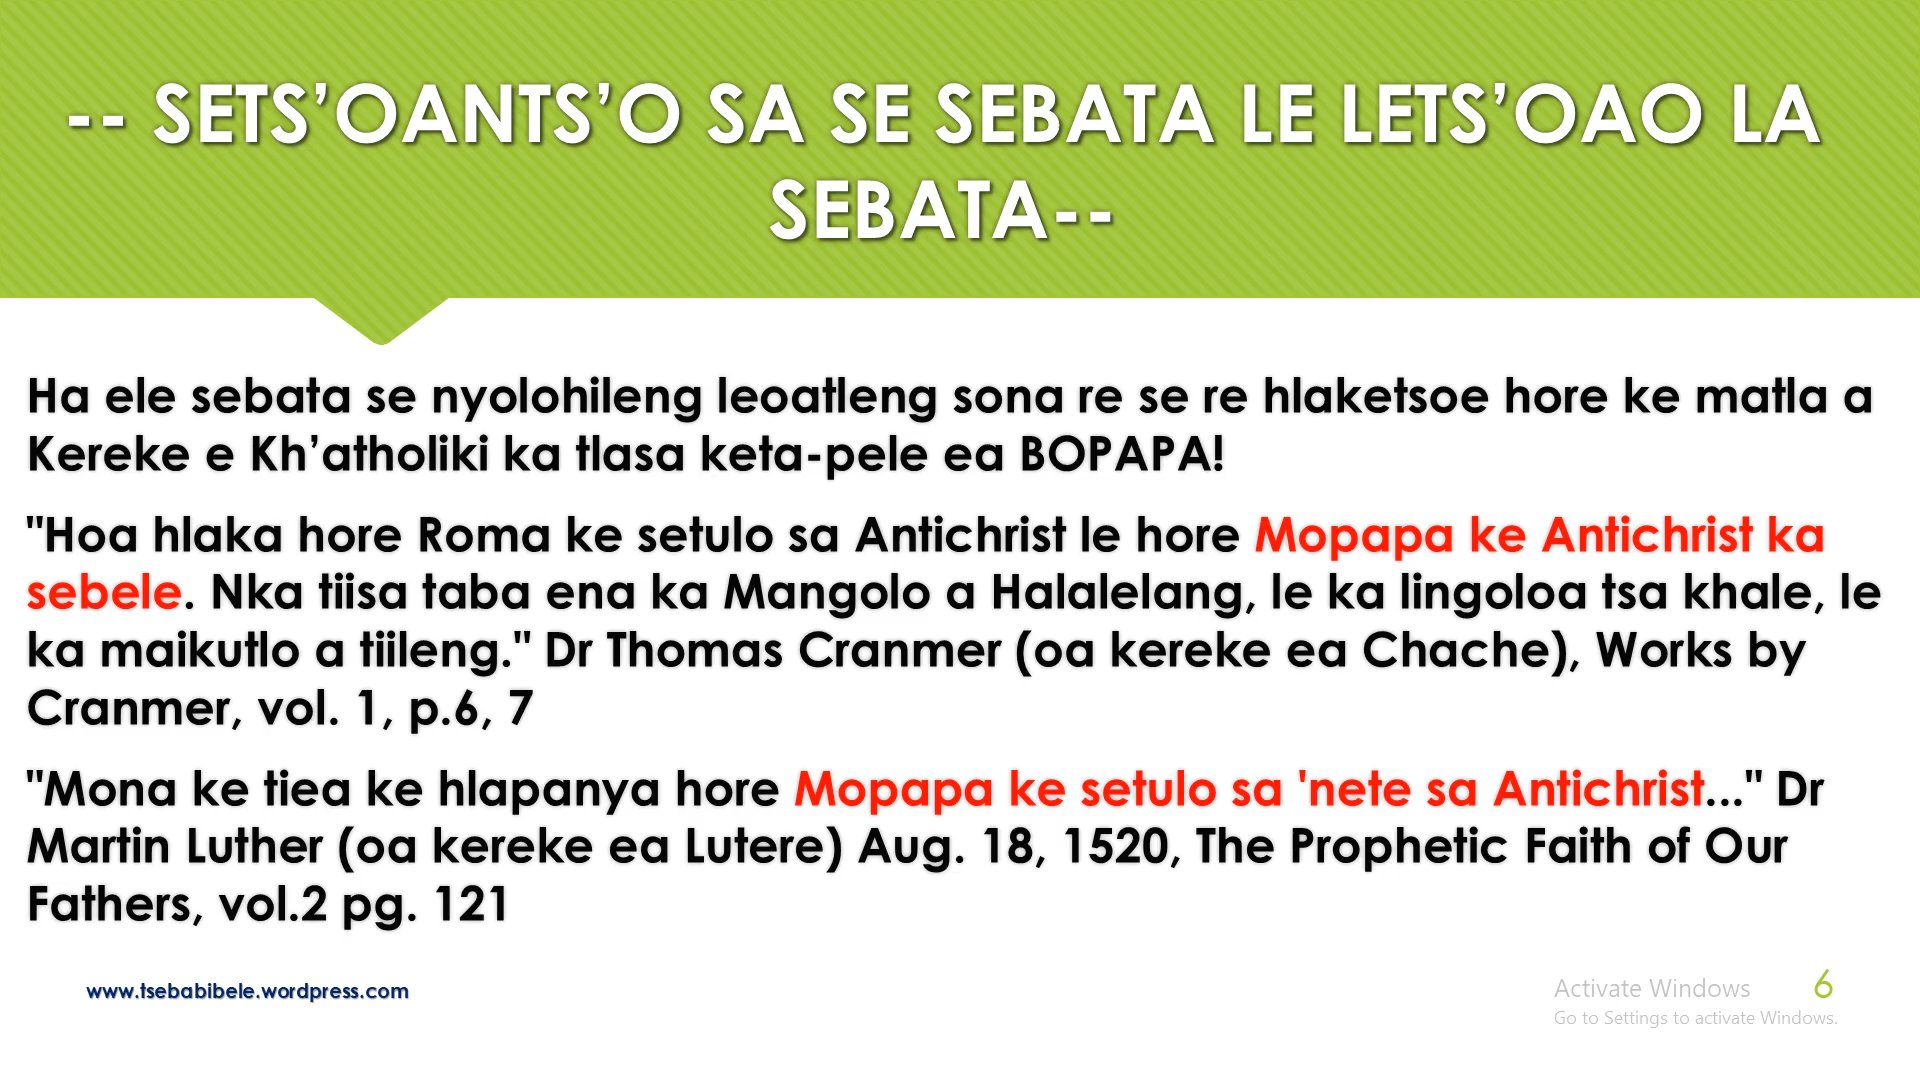 -- SETS’OANTS’O SA SE SEBATA LE LETS’OAO LA
SEBATA--
Ha ele sebata se nyolohileng leoatleng sona re se re hlaketsoe hore ke matla a
Kereke e Kh’atholiki ka tlasa keta-pele ea BOPAPA!
"Hoa hlaka hore Roma ke setulo sa Antichrist le hore Mopapa ke Antichrist ka
sebele. Nka tiisa taba ena ka Mangolo a Halalelang, le ka lingoloa tsa khale, le
ka maikutlo a tiileng." Dr Thomas Cranmer (oa kereke ea Chache), Works by
Cranmer, vol. 1, p.6, 7
"Mona ke tiea ke hlapanya hore Mopapa ke setulo sa 'nete sa Antichrist..." Dr
Martin Luther (oa kereke ea Lutere) Aug. 18, 1520, The Prophetic Faith of Our
Fathers, vol.2 pg. 121
www.tsebabibele.wordpress.com
Activate Windows
6
Go to Settings to activate Windows.